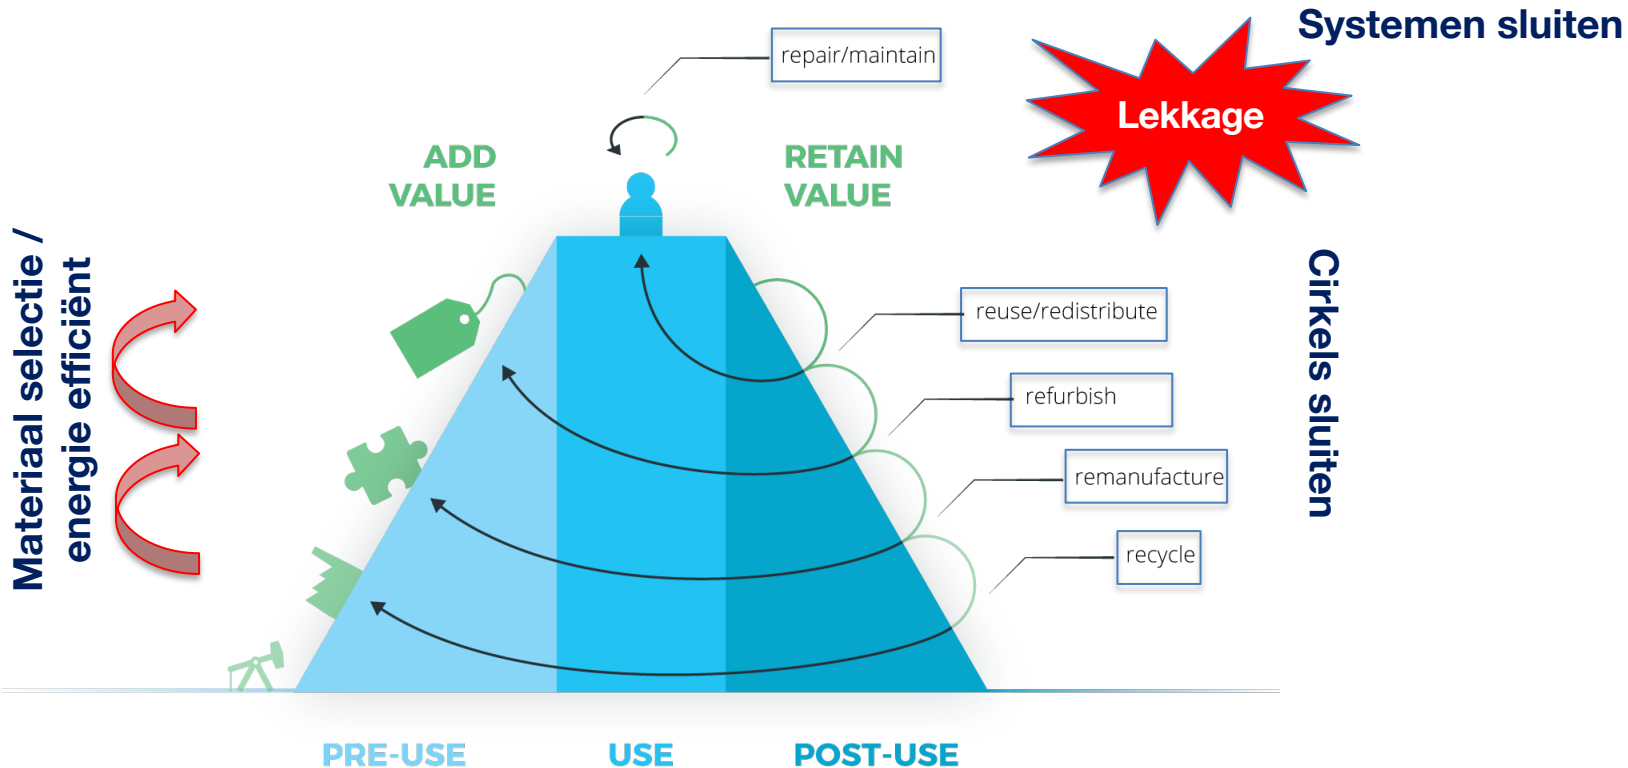 Systemen sluiten
repair/maintain
Lekkage
ADD
VALUE
RETAIN
VALUE
Materiaal selectie /
energie efficiënt
Cirkels sluiten
reuse/redistribute
refurbish
remanufacture
recycle
PRE-USE
USE
POST-USE